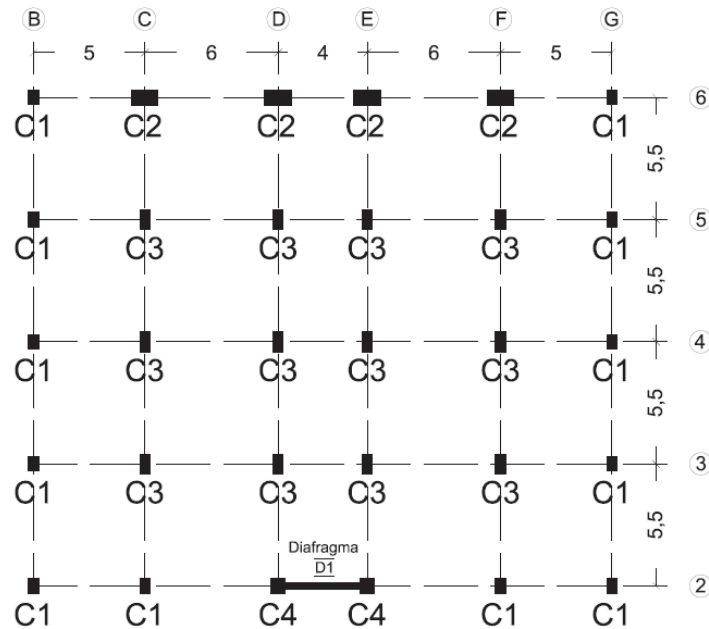 B C D E F G
5 6 4 6 5
6
C1 C2 C2 C2 C2 C1
5,5
5
C1 C3 C3 C3 C3 C1
5,5
4
C1 C3 C3 C3 C3 C1
5,5
3
C1 C3 C3 C3 C3 C1
5,5
Diafragma
D1
2
C1 C1 C4 C4 C1 C1